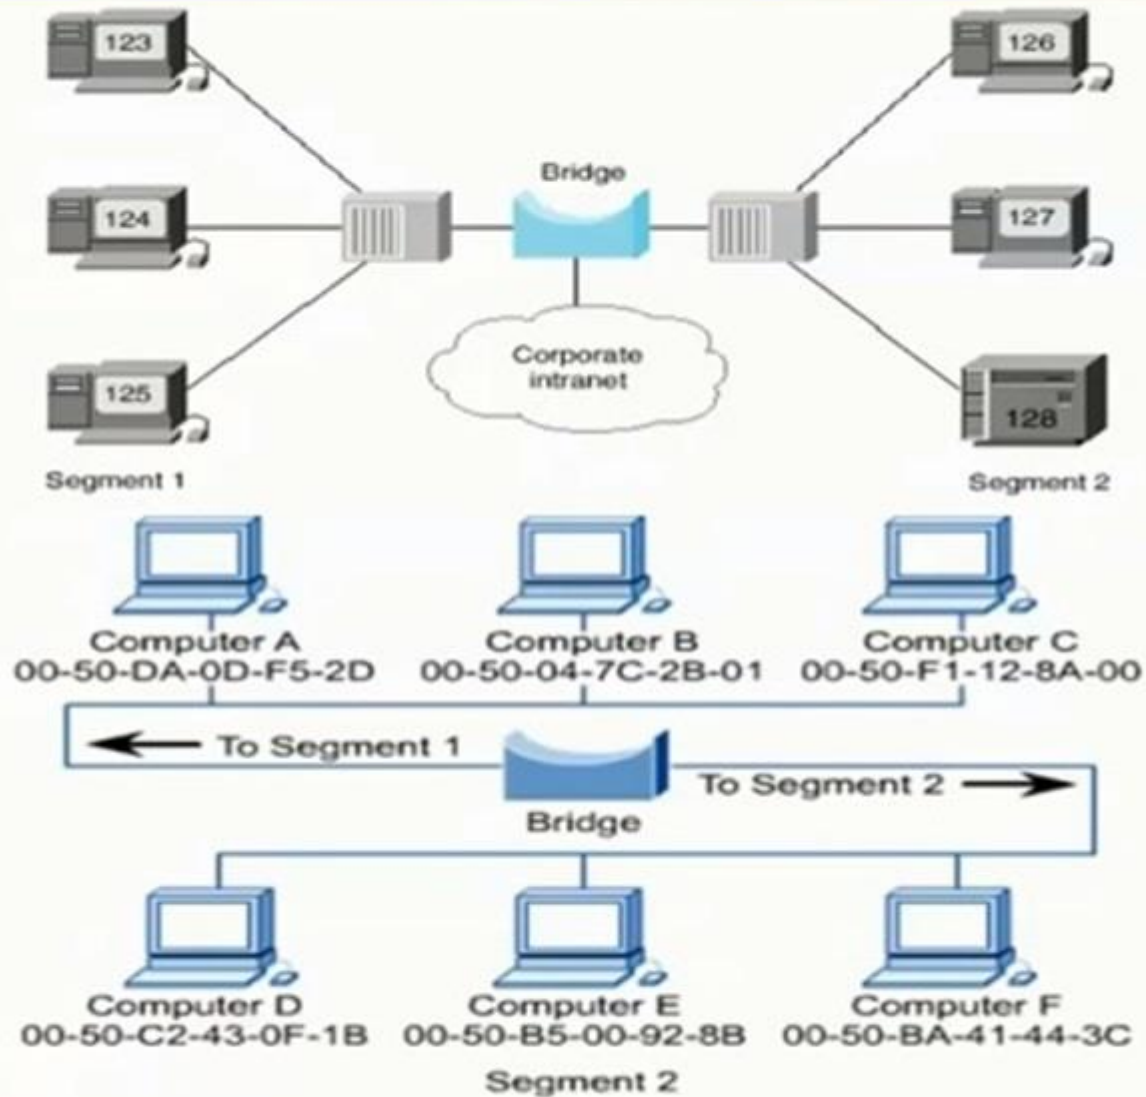 123
126
Bridge
124
127
Corporate
intranet
125
128
Segment 1
Segment 2
Computer A
00-50-DA-0D-F5-2D
Computer B
00-50-04-7C-2B-01
Computer C
00-50-F1-12-8A-00
To Segment 1
To Segment 2
Bridge
Computer D
00-50-C2-43-0F-1B
Computer E
00-50-B5-00-92-8B
Computer F
00-50-BA-41-44-3C
Segment 2